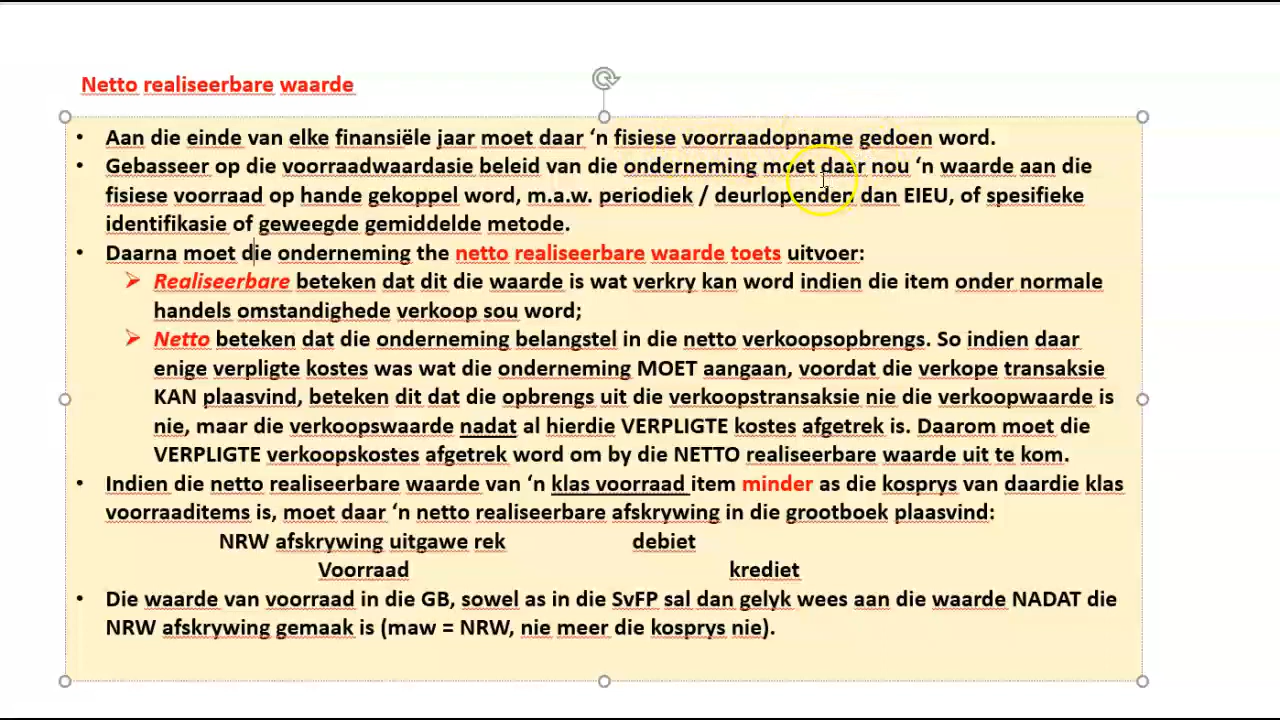 Netto realiseerbare waarde
• Aan die einde van elke finansiële jaar moet daar ‘n fisiese voorraadopname gedoen word.
• Gebasseer op die voorraadwaardasie beleid van die onderneming moet daar nou ‘n waarde aan die
fisiese voorraad op hande gekoppel word, m.a.w. periodiek / deurlopende, dan EIEU, of spesifieke
identifikasie of geweegde gemiddelde metode.
• Daarna moet die onderneming the netto realiseerbare waarde toets uitvoer:
➢ Realiseerbare beteken dat dit die waarde is wat verkry kan word indien die item onder normale
handels omstandighede verkoop sou word;
➢ Netto beteken dat die onderneming belangstel in die netto verkoopsopbrengs. So indien daar
enige verpligte kostes was wat die onderneming MOET aangaan, voordat die verkope transaksie
KAN plaasvind, beteken dit dat die opbrengs uit die verkoopstransaksie nie die verkoopwaarde is
nie, maar die verkoopswaarde nadat al hierdie VERPLIGTE kostes afgetrek is. Daarom moet die
VERPLIGTE verkoopskostes afgetrek word om by die NETTO realiseerbare waarde uit te kom.
• Indien die netto realiseerbare waarde van ‘n klas voorraad item minder as die kosprys van daardie klas
voorraaditems is, moet daar ‘n netto realiseerbare afskrywing in die grootboek plaasvind:
NRW afskrywing uitgawe rek debiet
Voorraad krediet
• Die waarde van voorraad in die GB, sowel as in die SvFP sal dan gelyk wees aan die waarde NADAT die
NRW afskrywing gemaak is (maw = NRW, nie meer die kosprys nie).